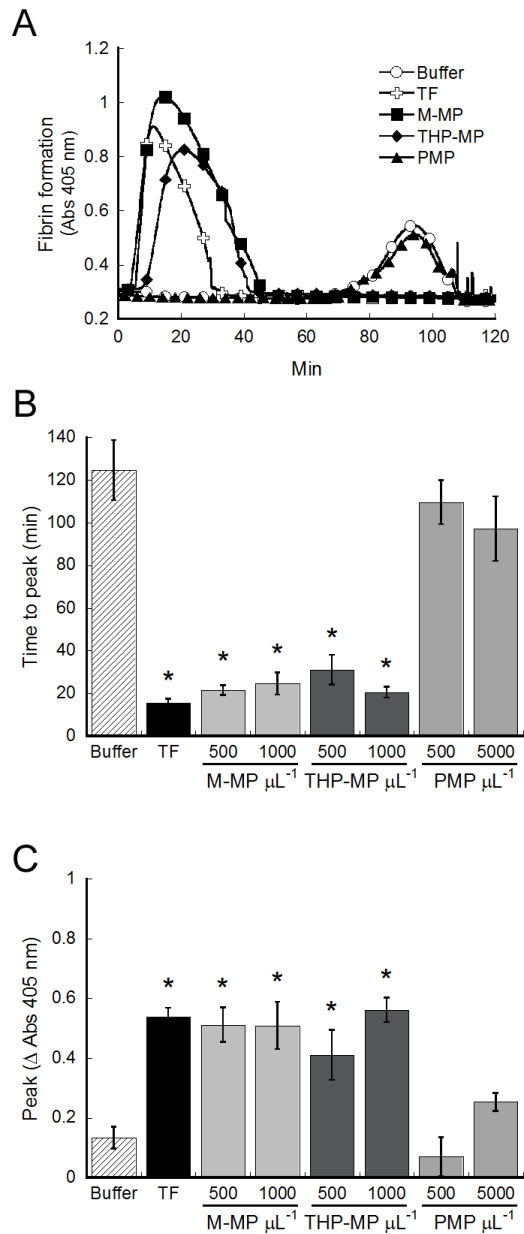 A
Fibrin formation
(Abs 405 nm)
1.2
1
0.8
0.6
0.4
0.2
Buffer
TF
M-MP
THP-MP
PMP
0 20 40 60 80 100 120
Min
B
Time to peak (min)
140
120
100
80
60
40
20
0
* * * * *
Buffer TF 500 1000 500 1000 500 5000
M-MP μL⁻¹ THP-MP μL⁻¹ PMP μL⁻¹
C
Peak (Δ Abs 405 nm)
1
0.8
0.6
0.4
0.2
0
* * * * *
Buffer TF 500 1000 500 1000 500 5000
M-MP μL⁻¹ THP-MP μL⁻¹ PMP μL⁻¹